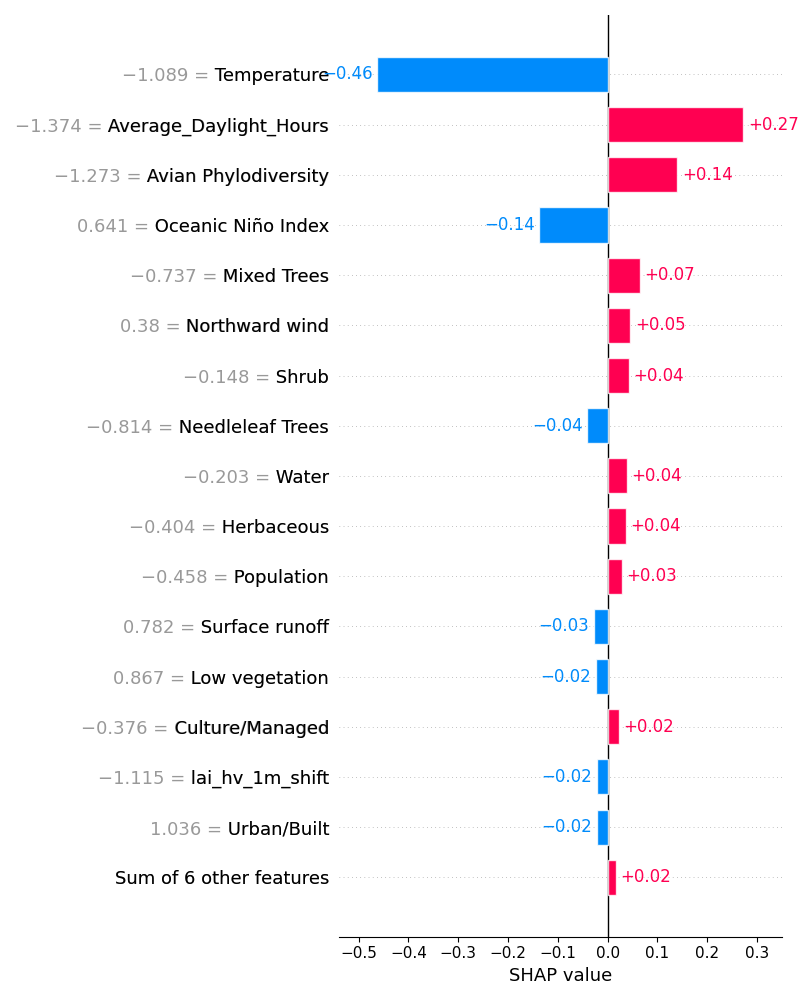 −1.089 = Temperature −0.46
−1.374 = Average_Daylight_Hours +0.27
−1.273 = Avian Phylodiversity +0.14
0.641 = Oceanic Niño Index −0.14
−0.737 = Mixed Trees +0.07
0.38 = Northward wind +0.05
−0.148 = Shrub +0.04
−0.814 = Needleleaf Trees −0.04
−0.203 = Water +0.04
−0.404 = Herbaceous +0.04
−0.458 = Population +0.03
0.782 = Surface runoff −0.03
0.867 = Low vegetation −0.02
−0.376 = Culture/Managed +0.02
−1.115 = lai_hv_1m_shift −0.02
1.036 = Urban/Built −0.02
Sum of 6 other features +0.02
−0.5 −0.4 −0.3 −0.2 −0.1 0.0 0.1 0.2 0.3
SHAP value